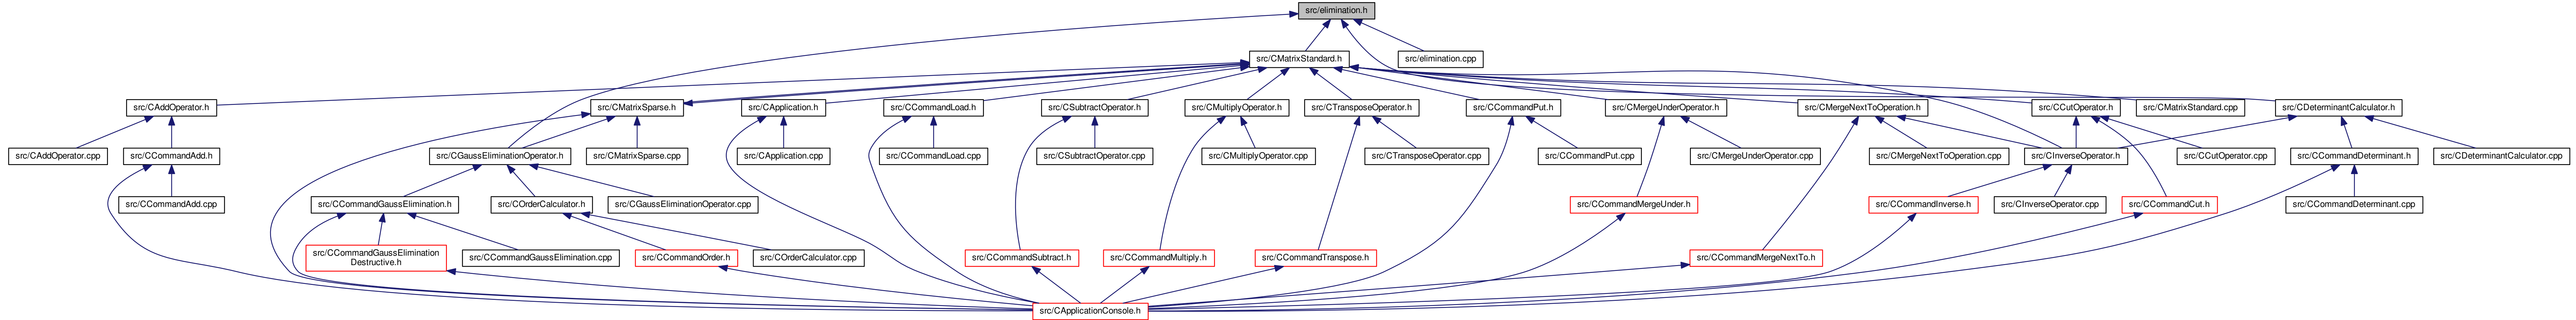 src/elimination.h
src/CMatrixStandard.h
src/elimination.cpp
src/CAddOperator.h
src/CMatrixSparse.h
src/CApplication.h
src/CCommandLoad.h
src/CSubtractOperator.h
src/CMultiplyOperator.h
src/CTransposeOperator.h
src/CCommandPut.h
src/CMergeUnderOperator.h
src/CMergeNextToOperation.h
src/CCutOperator.h
src/CMatrixStandard.cpp
src/CDeterminantCalculator.h
src/CAddOperator.cpp
src/CCommandAdd.h
src/CGaussEliminationOperator.h
src/CMatrixSparse.cpp
src/CApplication.cpp
src/CCommandLoad.cpp
src/CSubtractOperator.cpp
src/CMultiplyOperator.cpp
src/CTransposeOperator.cpp
src/CCommandPut.cpp
src/CMergeUnderOperator.cpp
src/CMergeNextToOperation.cpp
src/CInverseOperator.h
src/CCutOperator.cpp
src/CCommandDeterminant.h
src/CDeterminantCalculator.cpp
src/CCommandAdd.cpp
src/CCommandGaussElimination.h
src/COrderCalculator.h
src/CGaussEliminationOperator.cpp
src/CCommandMergeUnder.h
src/CCommandInverse.h
src/CInverseOperator.cpp
src/CCommandCut.h
src/CCommandDeterminant.cpp
src/CCommandGaussElimination
Destructive.h
src/CCommandGaussElimination.cpp
src/CCommandOrder.h
src/COrderCalculator.cpp
src/CCommandSubtract.h
src/CCommandMultiply.h
src/CCommandTranspose.h
src/CCommandMergeNextTo.h
src/CApplicationConsole.h